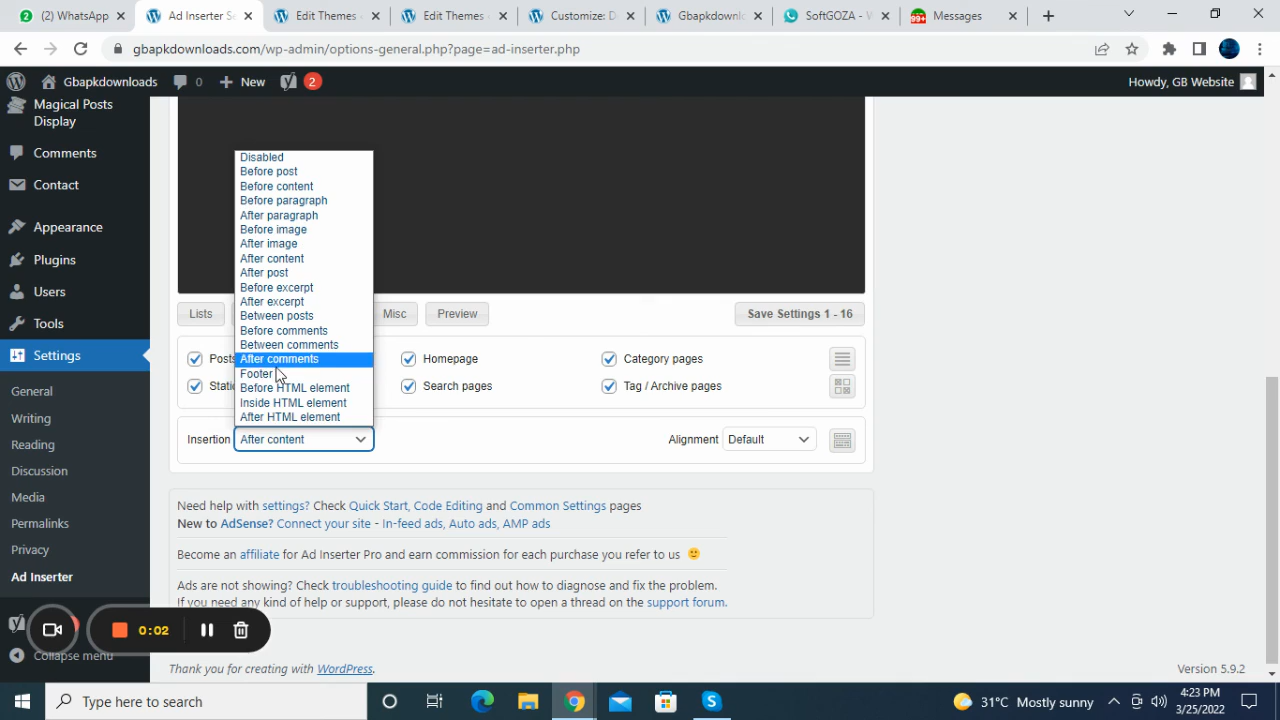 (2) WhatsApp
Ad Inserter Se
Edit Themes
Edit Themes
Customize: D
Gbapkdownl
SoftGOZA – W
99+
Messages
gbapkdownloads.com/wp-admin/options-general.php?page=ad-inserter.php
Gbapkdownloads
0
New
2
Howdy, GB Website
Magical Posts
Display
Comments
Contact
Appearance
Plugins
Users
Tools
Settings
General
Writing
Reading
Discussion
Media
Permalinks
Privacy
Ad Inserter
Collapse menu
Disabled
Before post
Before content
Before paragraph
After paragraph
Before image
After image
After content
After post
Before excerpt
After excerpt
Between posts
Before comments
Between comments
After comments
Footer
Before HTML element
Inside HTML element
After HTML element
Lists
Misc
Preview
Save Settings 1 - 16
Posts
Homepage
Category pages
Search pages
Tag / Archive pages
Insertion After content
Alignment Default
Need help with settings? Check Quick Start, Code Editing and Common Settings pages
New to AdSense? Connect your site - In-feed ads, Auto ads, AMP ads
Become an affiliate for Ad Inserter Pro and earn commission for each purchase you refer to us
Ads are not showing? Check troubleshooting guide to find out how to diagnose and fix the problem.
If you need any kind of help or support, please do not hesitate to open a thread on the support forum.
0:02
Thank you for creating with WordPress.
Version 5.9.2
Type here to search
31°C Mostly sunny
4:23 PM
3/25/2022